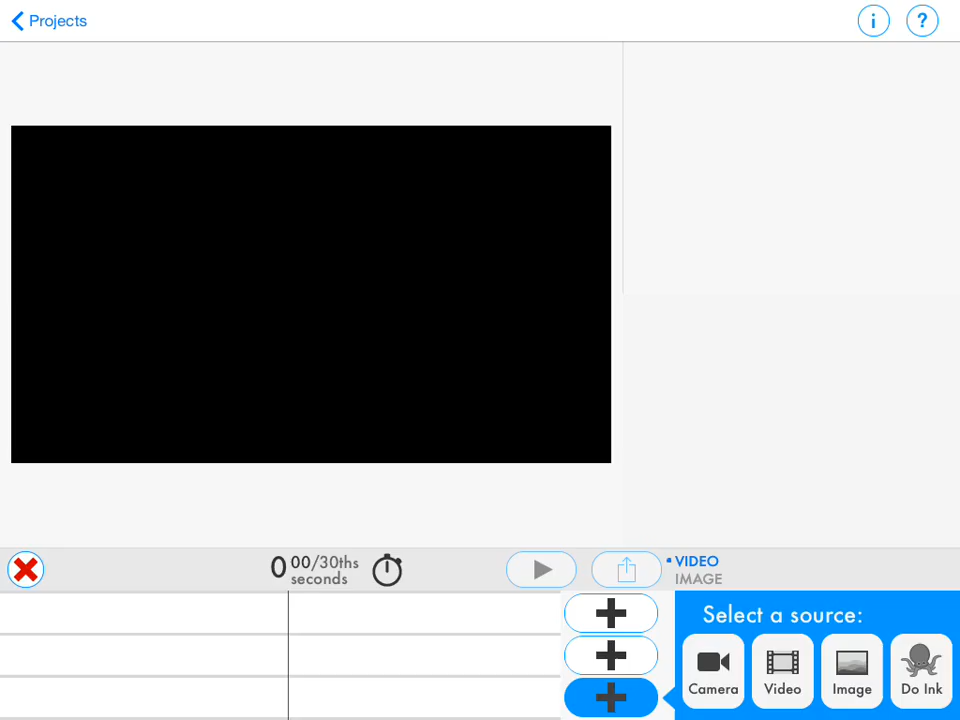 Projects
i ?
0 00/30ths
seconds
VIDEO
IMAGE
Select a source:
Camera Video Image Do Ink